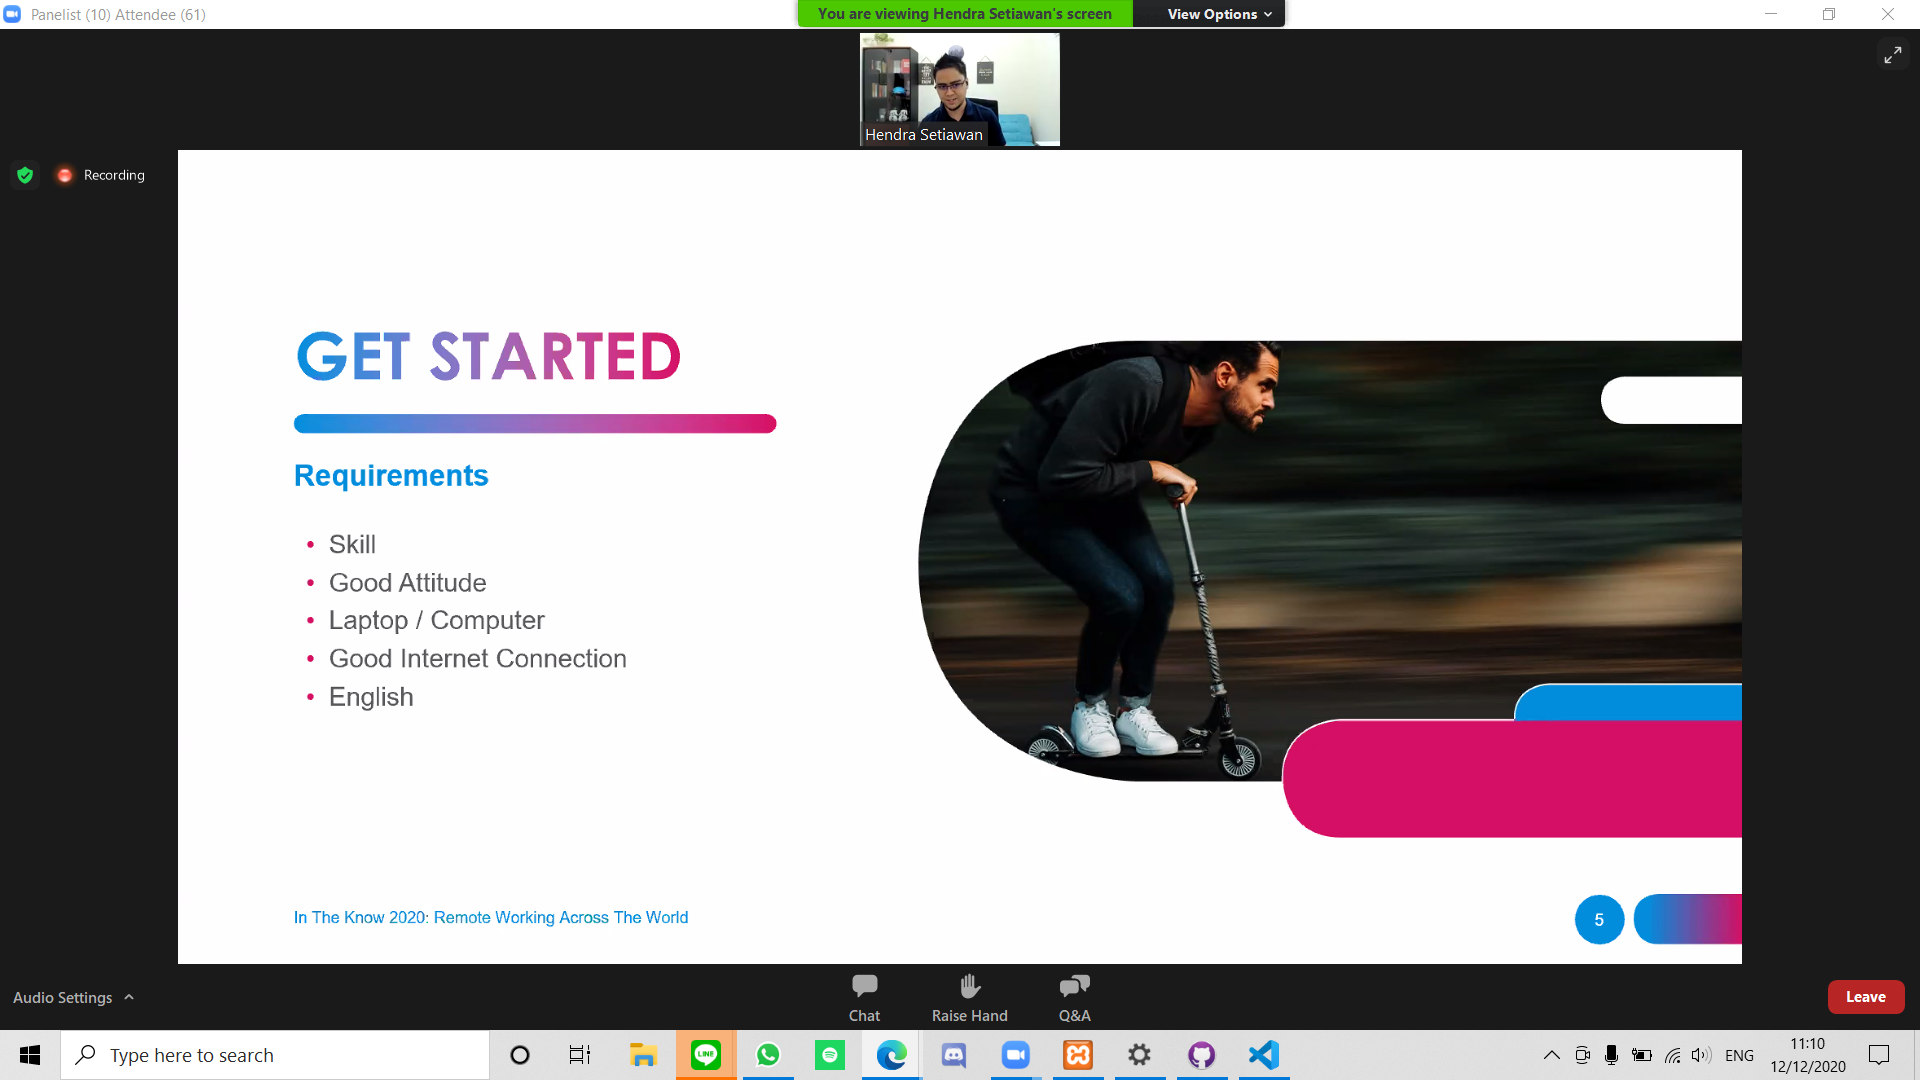 Panelist (10) Attendee (61)
You are viewing Hendra Setiawan's screen
View Options
Hendra Setiawan
Recording
GET STARTED
Requirements
• Skill
• Good Attitude
• Laptop / Computer
• Good Internet Connection
• English
In The Know 2020: Remote Working Across The World
5
Audio Settings
Chat
Raise Hand
Q&A
Leave
Type here to search
LINE
ENG
11:10
12/12/2020